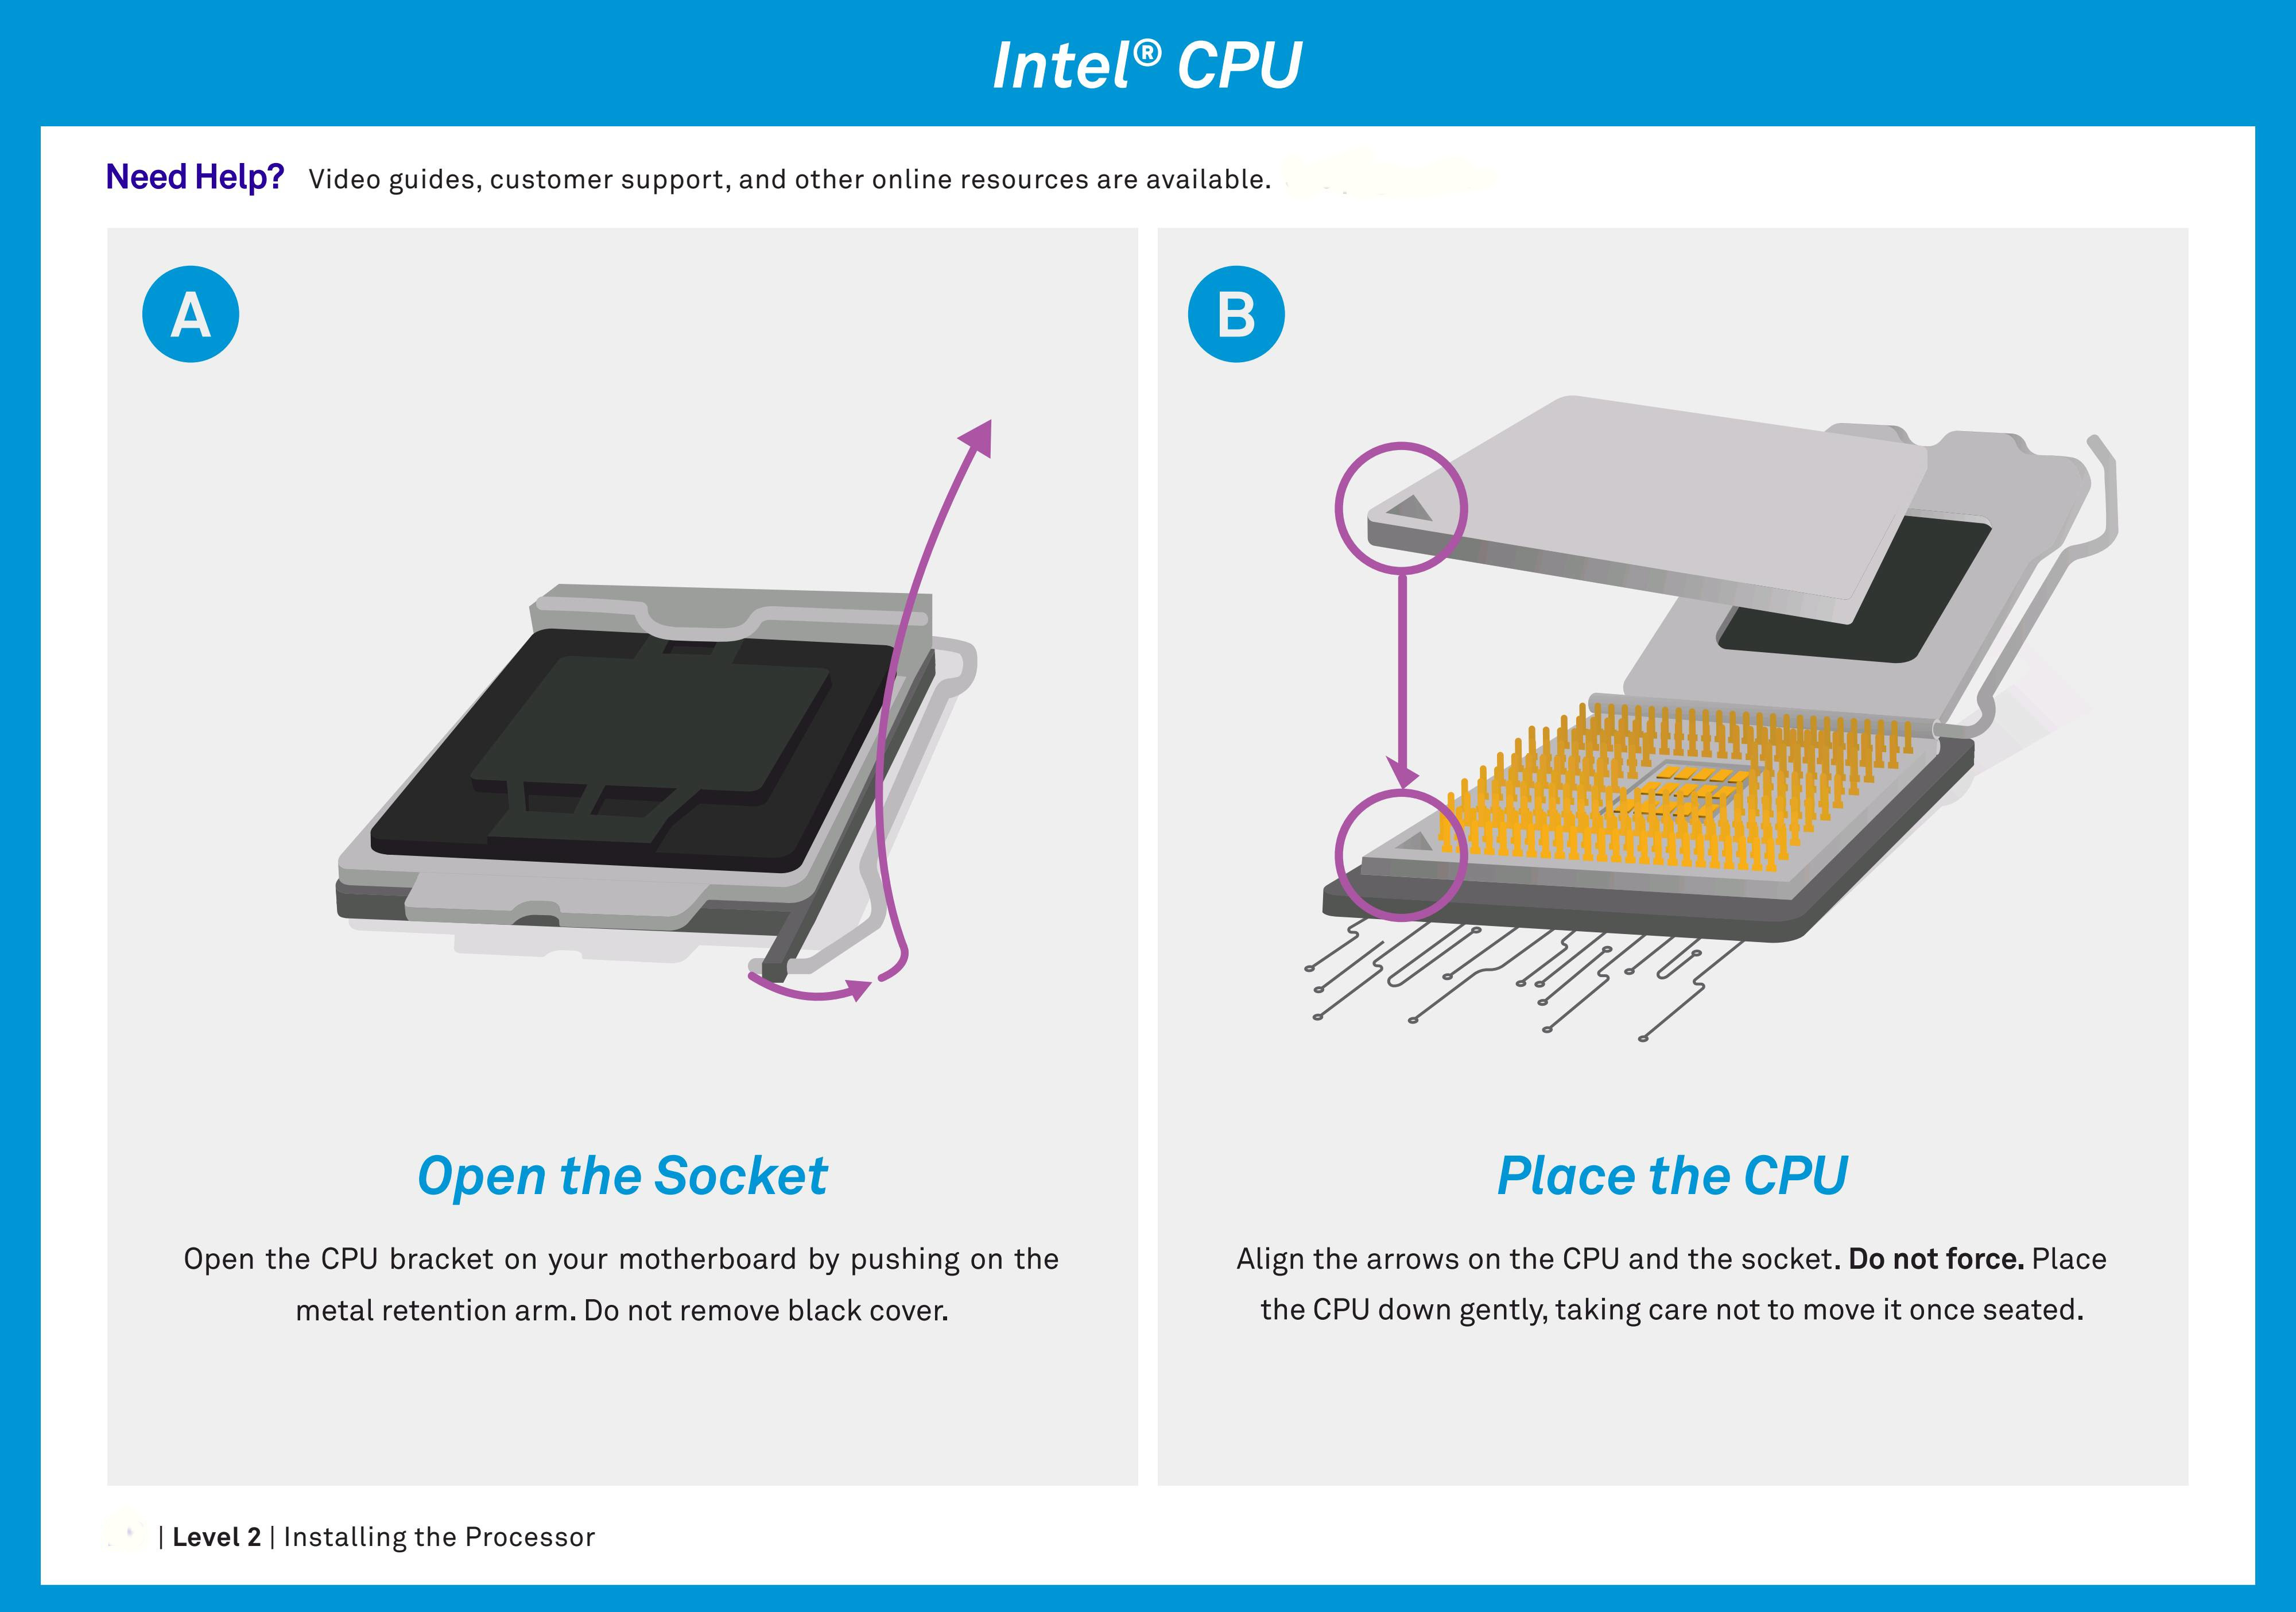 Intel® CPU
Need Help? Video guides, customer support, and other online resources are available.
A
B
Open the Socket
Open the CPU bracket on your motherboard by pushing on the
metal retention arm. Do not remove black cover.
Place the CPU
Align the arrows on the CPU and the socket. Do not force. Place
the CPU down gently, taking care not to move it once seated.
| Level 2 | Installing the Processor